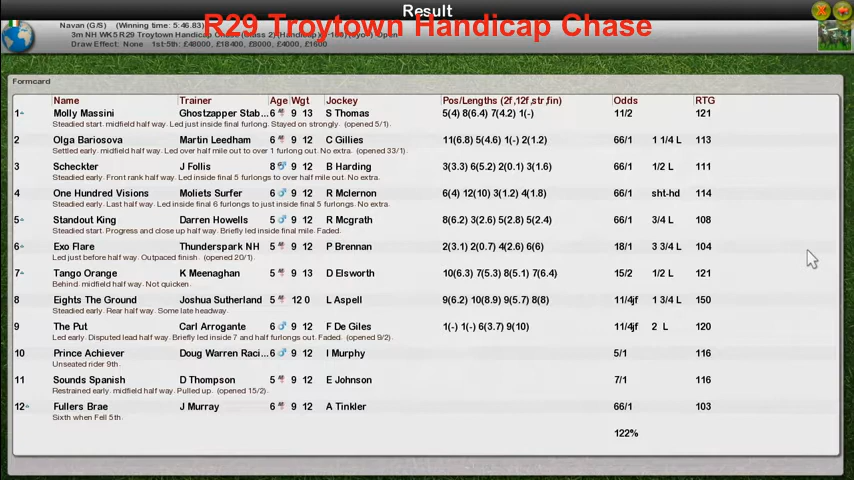 Result
Navan (G/S) (Winning time: 5:46.83)
R29 Troytown Handicap Chase
3m NH WK5 R29 Troytown Handicap Chase (Class 2) (Handicap) Open
Draw Effect: None 1st-5th: £48000, £18400, £8000, £4000, £1600
Formcard
Name Trainer Age Wgt Jockey Pos/Lengths (2f,12f,str,fin) Odds RTG
1 Molly Massini Ghostzapper Stab... 6 9 13 S Thomas 5(4) 8(6.4) 7(4.2) 1(-) 11/2 121
Steadied start. midfield half way. Led just inside final furlong. Stayed on strongly. (opened 5/1)
2 Olga Bariosova Martin Leedham 6 9 12 C Gillies 11(6.8) 5(4.6) 1(-) 2(1.2) 66/1 1 1/4 L 113
Settled early. midfield half way. Led over half mile out to over 1 furlong out. No extra. (opened 33/1)
3 Scheckter J Follis 8 9 12 B Harding 3(3.3) 6(5.2) 2(0.1) 3(1.6) 66/1 1/2 L 111
Steadied early. Front rank half way. Led inside final 5 furlongs to over half mile out. No extra.
4 One Hundred Visions Moliets Surfer 6 9 12 R Mclernon 6(4) 12(10) 3(1.2) 4(1.8) 66/1 sht-hd 114
Steadied early. Last half way. Led inside final 6 furlongs to just inside final 5 furlongs. No extra.
5 Standout King Darren Howells 5 9 12 R Mcgrath 8(6.2) 3(2.6) 5(2.8) 5(2.4) 66/1 3/4 L 108
Steadied start. Progress and close up half way. Briefly led inside final mile. Faded.
6 Exo Flare Thunderspark NH 5 9 12 P Brennan 2(3.1) 2(0.7) 4(2.6) 6(6) 18/1 3 3/4 L 104
Led just before half way. Outpaced finish. (opened 20/1)
7 Tango Orange K Meenaghan 5 9 13 D Elsworth 10(6.3) 7(5.3) 8(5.1) 7(6.4) 15/2 1/2 L 121
Behind. midfield half way. Not quicken.
8 Eights The Ground Joshua Sutherland 5 12 0 L Aspell 9(6.2) 10(8.9) 9(5.7) 8(8) 11/4jf 1 3/4 L 150
Steadied early. Rear half way. Some late headway.
9 The Put Carl Arrogante 6 9 12 F De Giles 1(-) 1(-) 6(3.7) 9(10) 11/4jf 2 L 120
Led early. Disputed lead half way. Briefly led inside 7 and half furlongs out. Faded. (opened 9/2)
10 Prince Achiever Doug Warren Raci... 6 9 12 I Murphy 5/1 116
Unseated rider 9th.
11 Sounds Spanish D Thompson 5 9 12 E Johnson 7/1 116
Restrained early. midfield half way. Pulled up. (opened 15/2)
12 Fullers Brae J Murray 6 9 12 A Tinkler 66/1 103
Sixth when Fell 5th.
122%